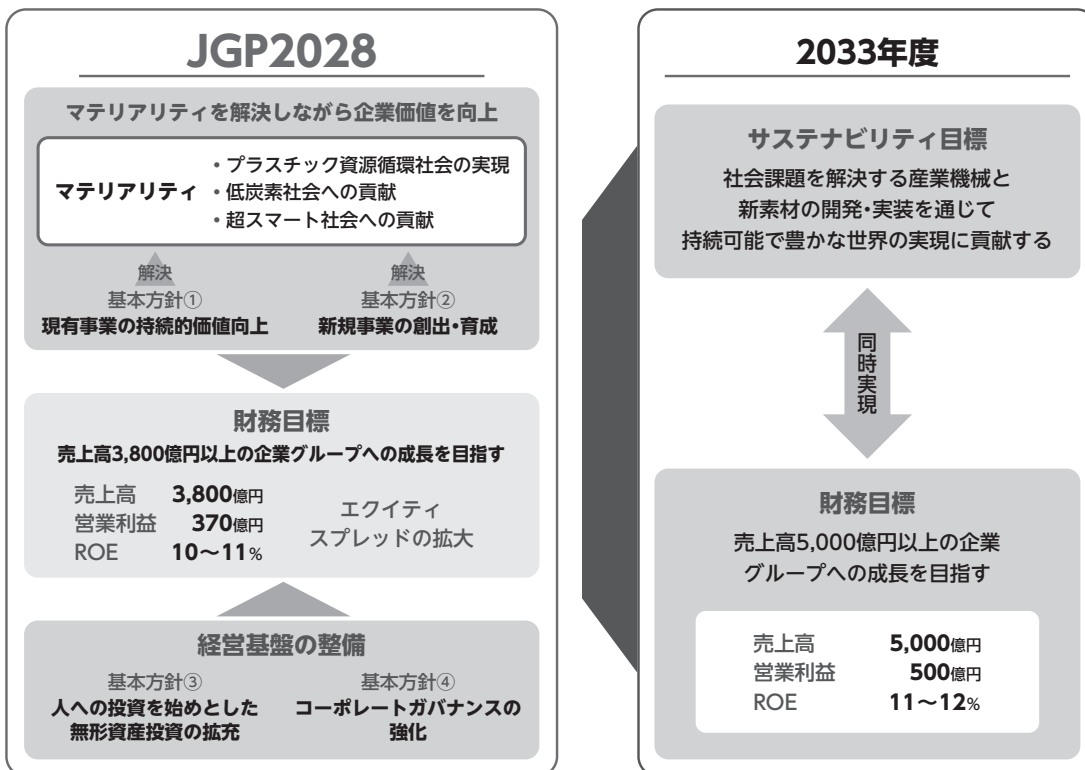 JGP2028
マテリアリティを解決しながら企業価値を向上
マテリアリティ
・プラスチック資源循環社会の実現
・低炭素社会への貢献
・超スマート社会への貢献
解決
基本方針①
現有事業の持続的価値向上
解決
基本方針②
新規事業の創出・育成
財務目標
売上高3,800億円以上の企業グループへの成長を目指す
売上高 3,800億円
営業利益 370億円
ROE 10～11%
エクイティ
スプレッドの拡大
経営基盤の整備
基本方針③
人への投資を始めとした
無形資産投資の拡充
基本方針④
コーポレートガバナンスの
強化
2033年度
サステナビリティ目標
社会課題を解決する産業機械と
新素材の開発・実装を通じて
持続可能で豊かな世界の実現に貢献する
同時実現
財務目標
売上高5,000億円以上の企業
グループへの成長を目指す
売上高 5,000億円
営業利益 500億円
ROE 11～12%